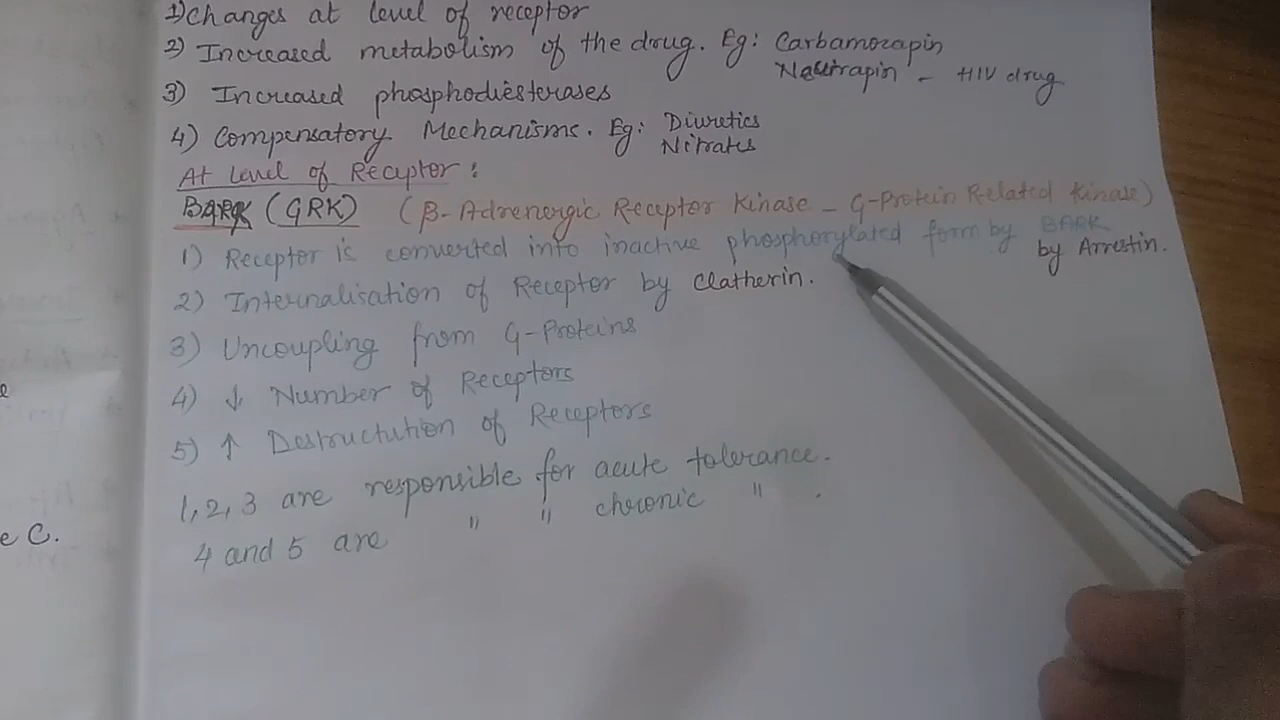 1) Changes at level of receptor
2) Increased metabolism of the drug. Eg: Carbamozapin
Naurapin - HIV drug
3) Increased phosphodiesterases
4) Compensatory Mechanisms. Eg: Diuretics
Nitrates
At Level of Receptor :
BARK (GRK) (β-Adrenergic Receptor Kinase - G-Protein Related Kinase)
1) Receptor is converted into inactive phosphorylated form by BARK
by Arrestin.
2) Internalisation of Receptor by Clatherin.
3) Uncoupling from G-Proteins
4) ↓ Number of Receptors
5) ↑ Destructution of Receptors
1, 2, 3 are responsible for acute tolerance.
4 and 5 are " " chronic " .
e C.